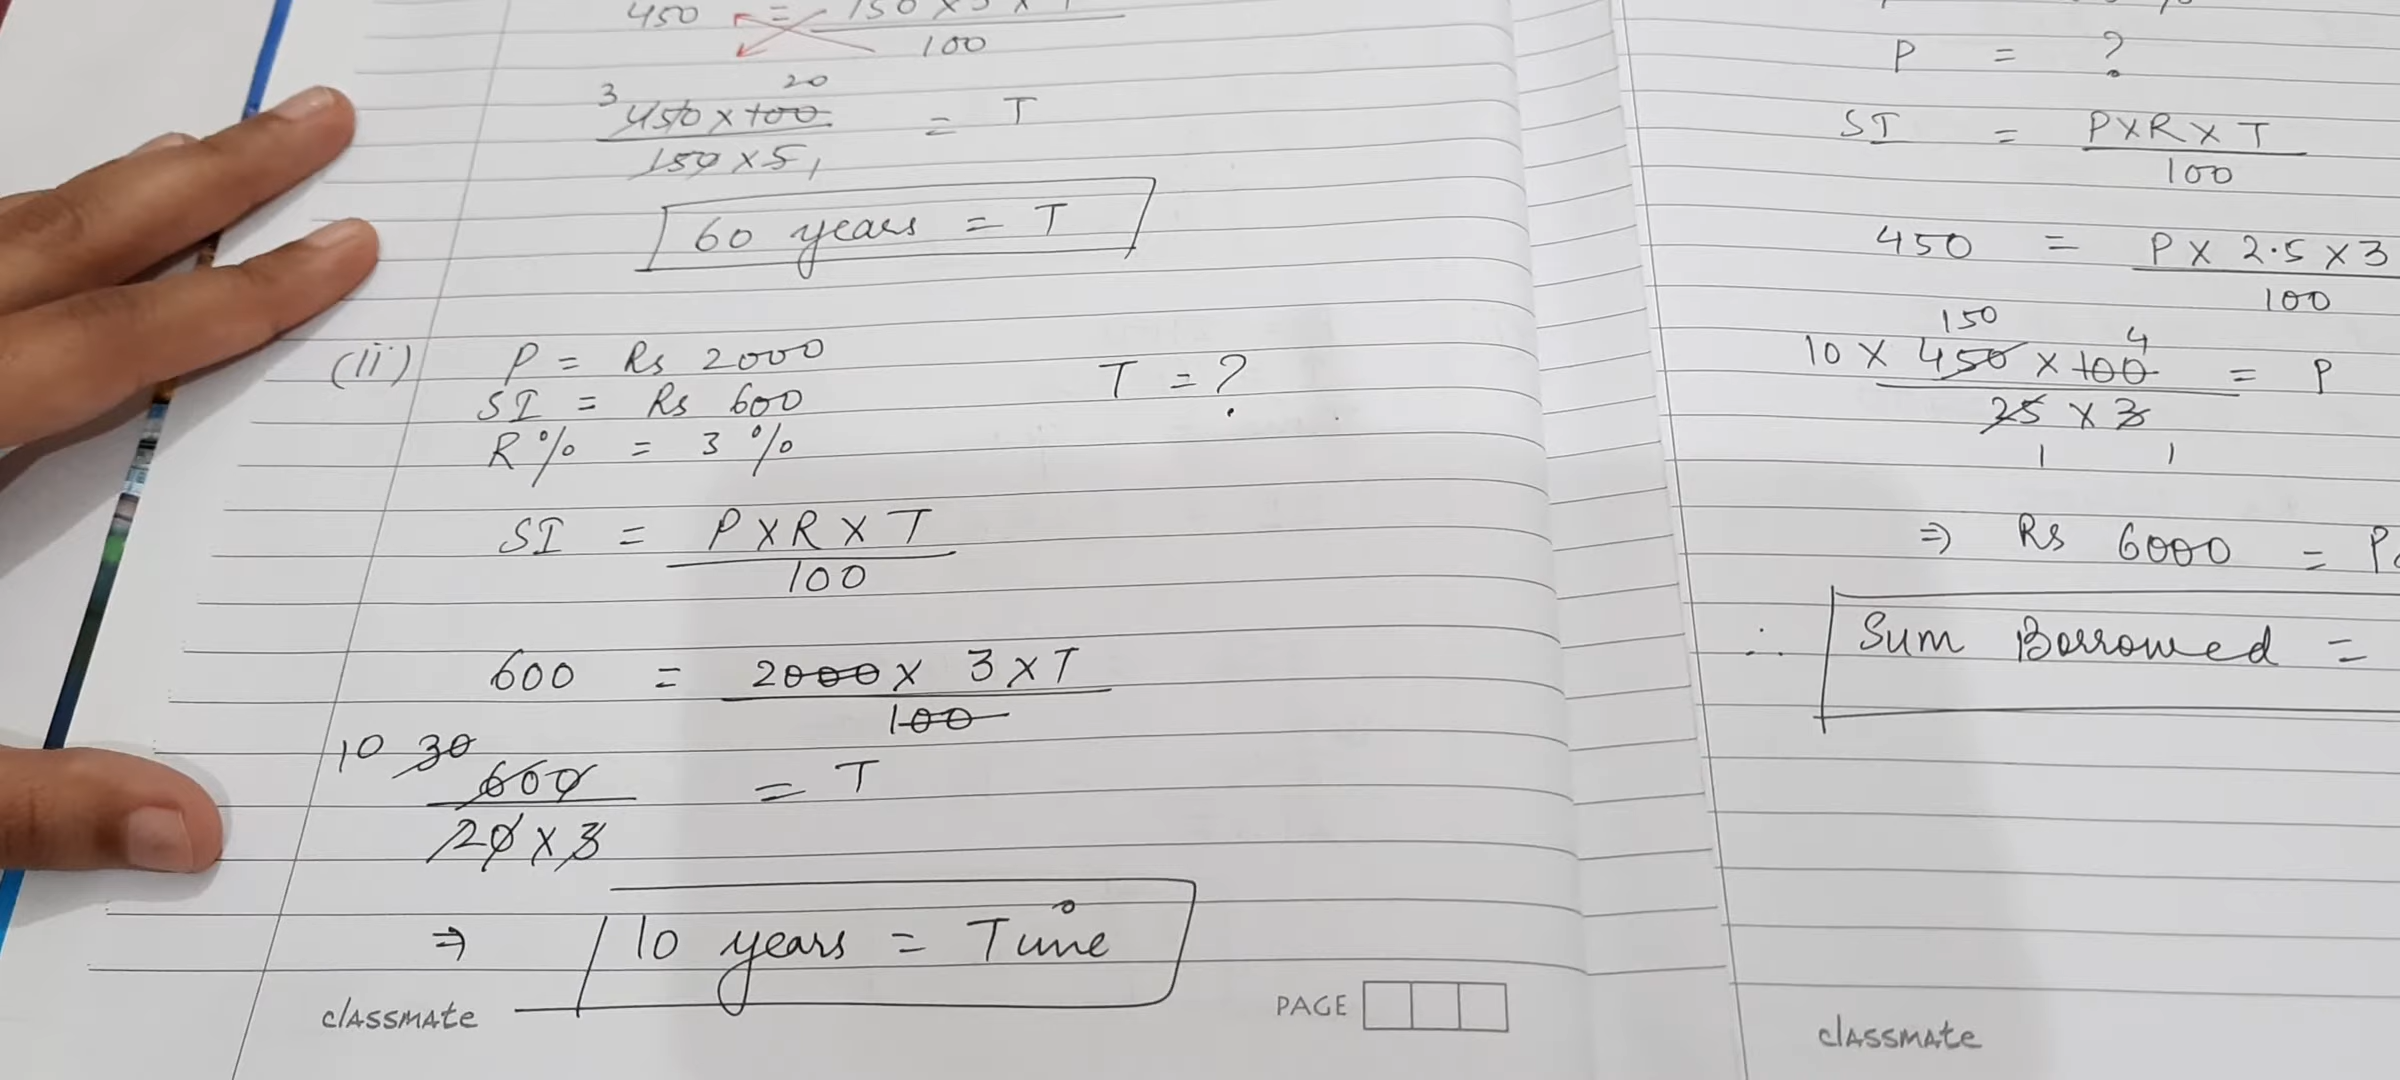 450 = 150 x 5 x T
100
3 20
450 x 100 = T
150 x 5 1
60 years = T
(ii) P = Rs 2000
SI = Rs 600 T = ?
R% = 3%
SI = PXRXT
100
600 = 2000 x 3 x T
100
10 30
600 = T
20 x 3
⇒ 10 years = Time
classmate PAGE
P = ?
SI = PXRXT
100
450 = P X 2.5 X 3
100
150 4
10 X 450 X 100 = P
25 X 3
1 1
⇒ Rs 6000 =
∴ Sum Borrowed =
classmate